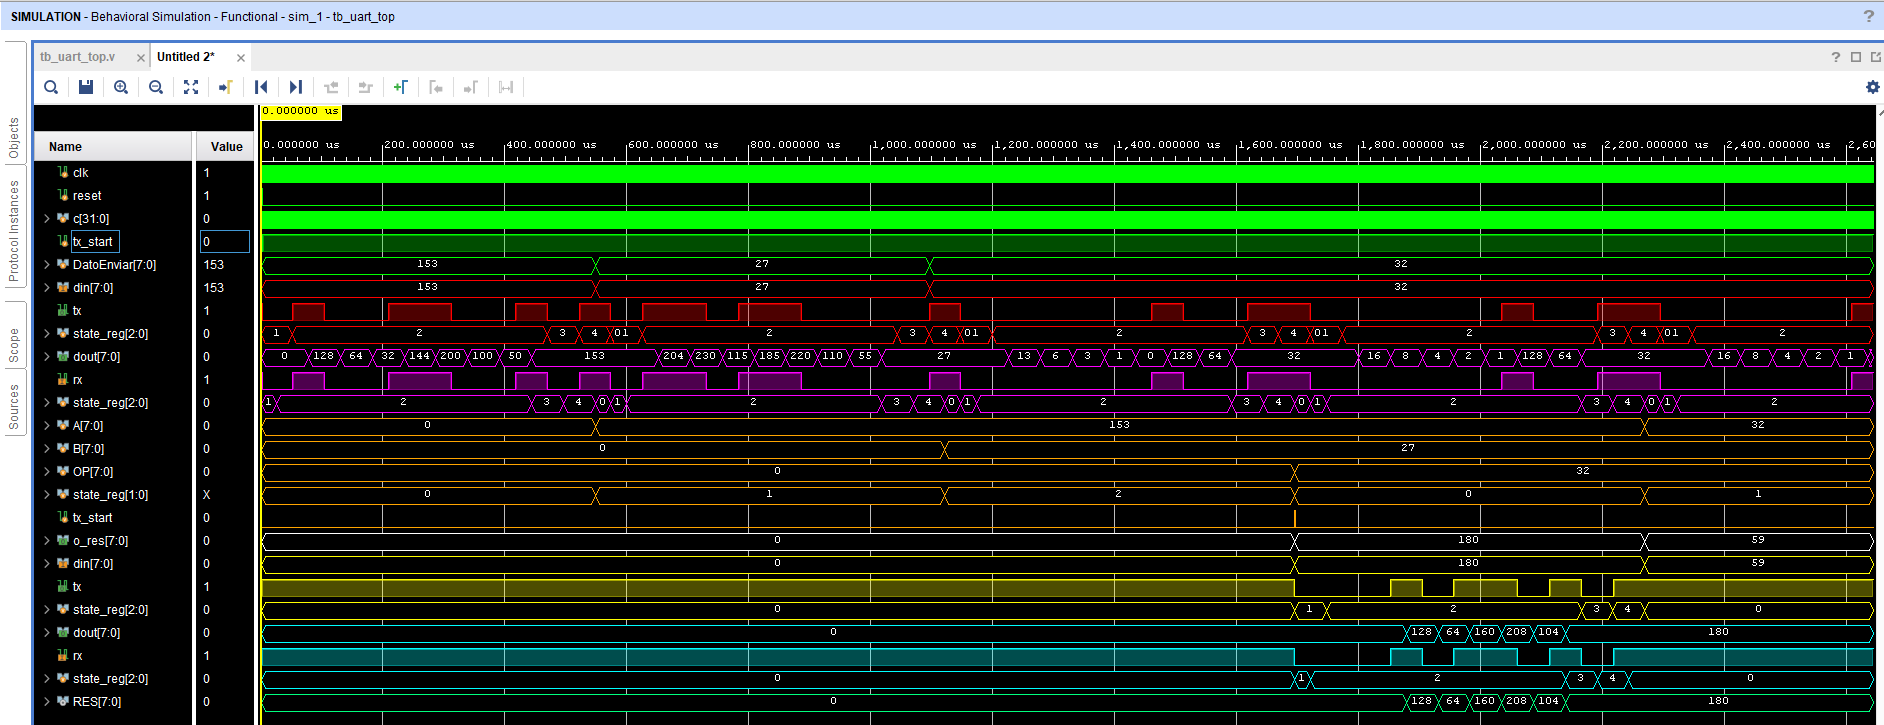 SIMULATION - Behavioral Simulation - Functional - sim_1 - tb_uart_top
?
tb_uart_top.v × Untitled 2* ×
?
Objects
Protocol Instances
Scope
Sources
0.000000 us
Name Value
0.000000 us 200.000000 us 400.000000 us 600.000000 us 800.000000 us 1,000.000000 us 1,200.000000 us 1,400.000000 us 1,600.000000 us 1,800.000000 us 2,000.000000 us 2,200.000000 us 2,400.000000 us 2,60
clk 1
reset 1
c[31:0] 0
tx_start 0
DatoEnviar[7:0] 153 153 27 32
din[7:0] 153 153 27 32
tx 1
state_reg[2:0] 0 1 2 3 4 0 1 2 3 4 0 1 2 3 4 0 1 2 3 4 0 1 2
dout[7:0] 0 0 128 64 32 144 200 100 50 153 204 230 115 185 220 110 55 27 13 6 3 1 0 128 64 32 16 8 4 2 1 128 64 32 16 8 4 2 1
rx 1
state_reg[2:0] 0 1 2 3 4 0 1 2 3 4 0 1 2 3 4 0 1 2 3 4 0 1 2
A[7:0] 0 0 153 32
B[7:0] 0 0 27
OP[7:0] 0 0 32
state_reg[1:0] X 0 1 2 0 1
tx_start 0
o_res[7:0] 0 0 180 59
din[7:0] 0 0 180 59
tx 1
state_reg[2:0] 0 0 1 2 3 4 0
dout[7:0] 0 0 128 64 160 208 104 180
rx 1
state_reg[2:0] 0 0 1 2 3 4 0
RES[7:0] 0 0 128 64 160 208 104 180